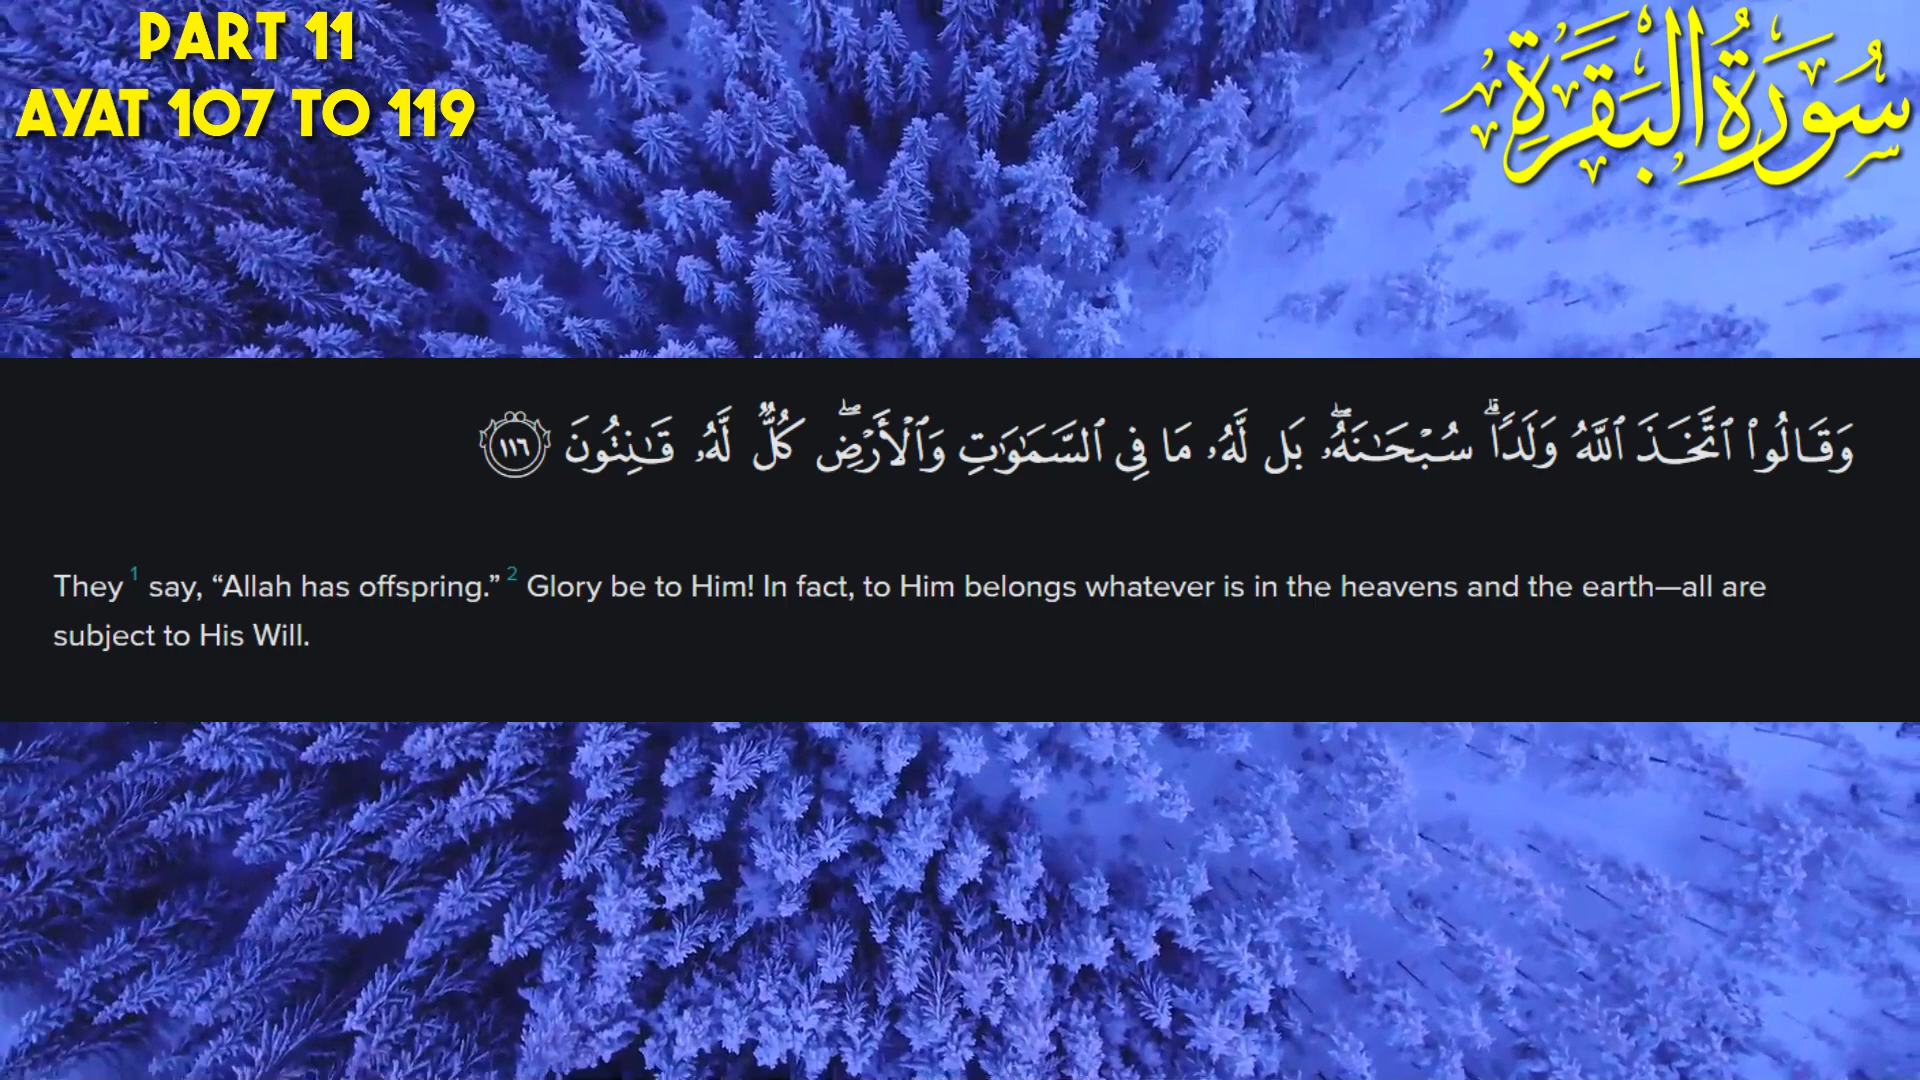 PART 11
AYAT 107 TO 119
سُورَةُ البَقَرَةِ
وَقَالُوا۟ ٱتَّخَذَ ٱللَّهُ وَلَدًۭا ۗ سُبْحَـٰنَهُۥ ۖ بَل لَّهُۥ مَا فِى ٱلسَّمَـٰوَٰتِ وَٱلْأَرْضِ ۖ كُلٌّۭ لَّهُۥ قَـٰنِتُونَ ١١٦
They 1 say, “Allah has offspring.” 2 Glory be to Him! In fact, to Him belongs whatever is in the heavens and the earth—all are
subject to His Will.